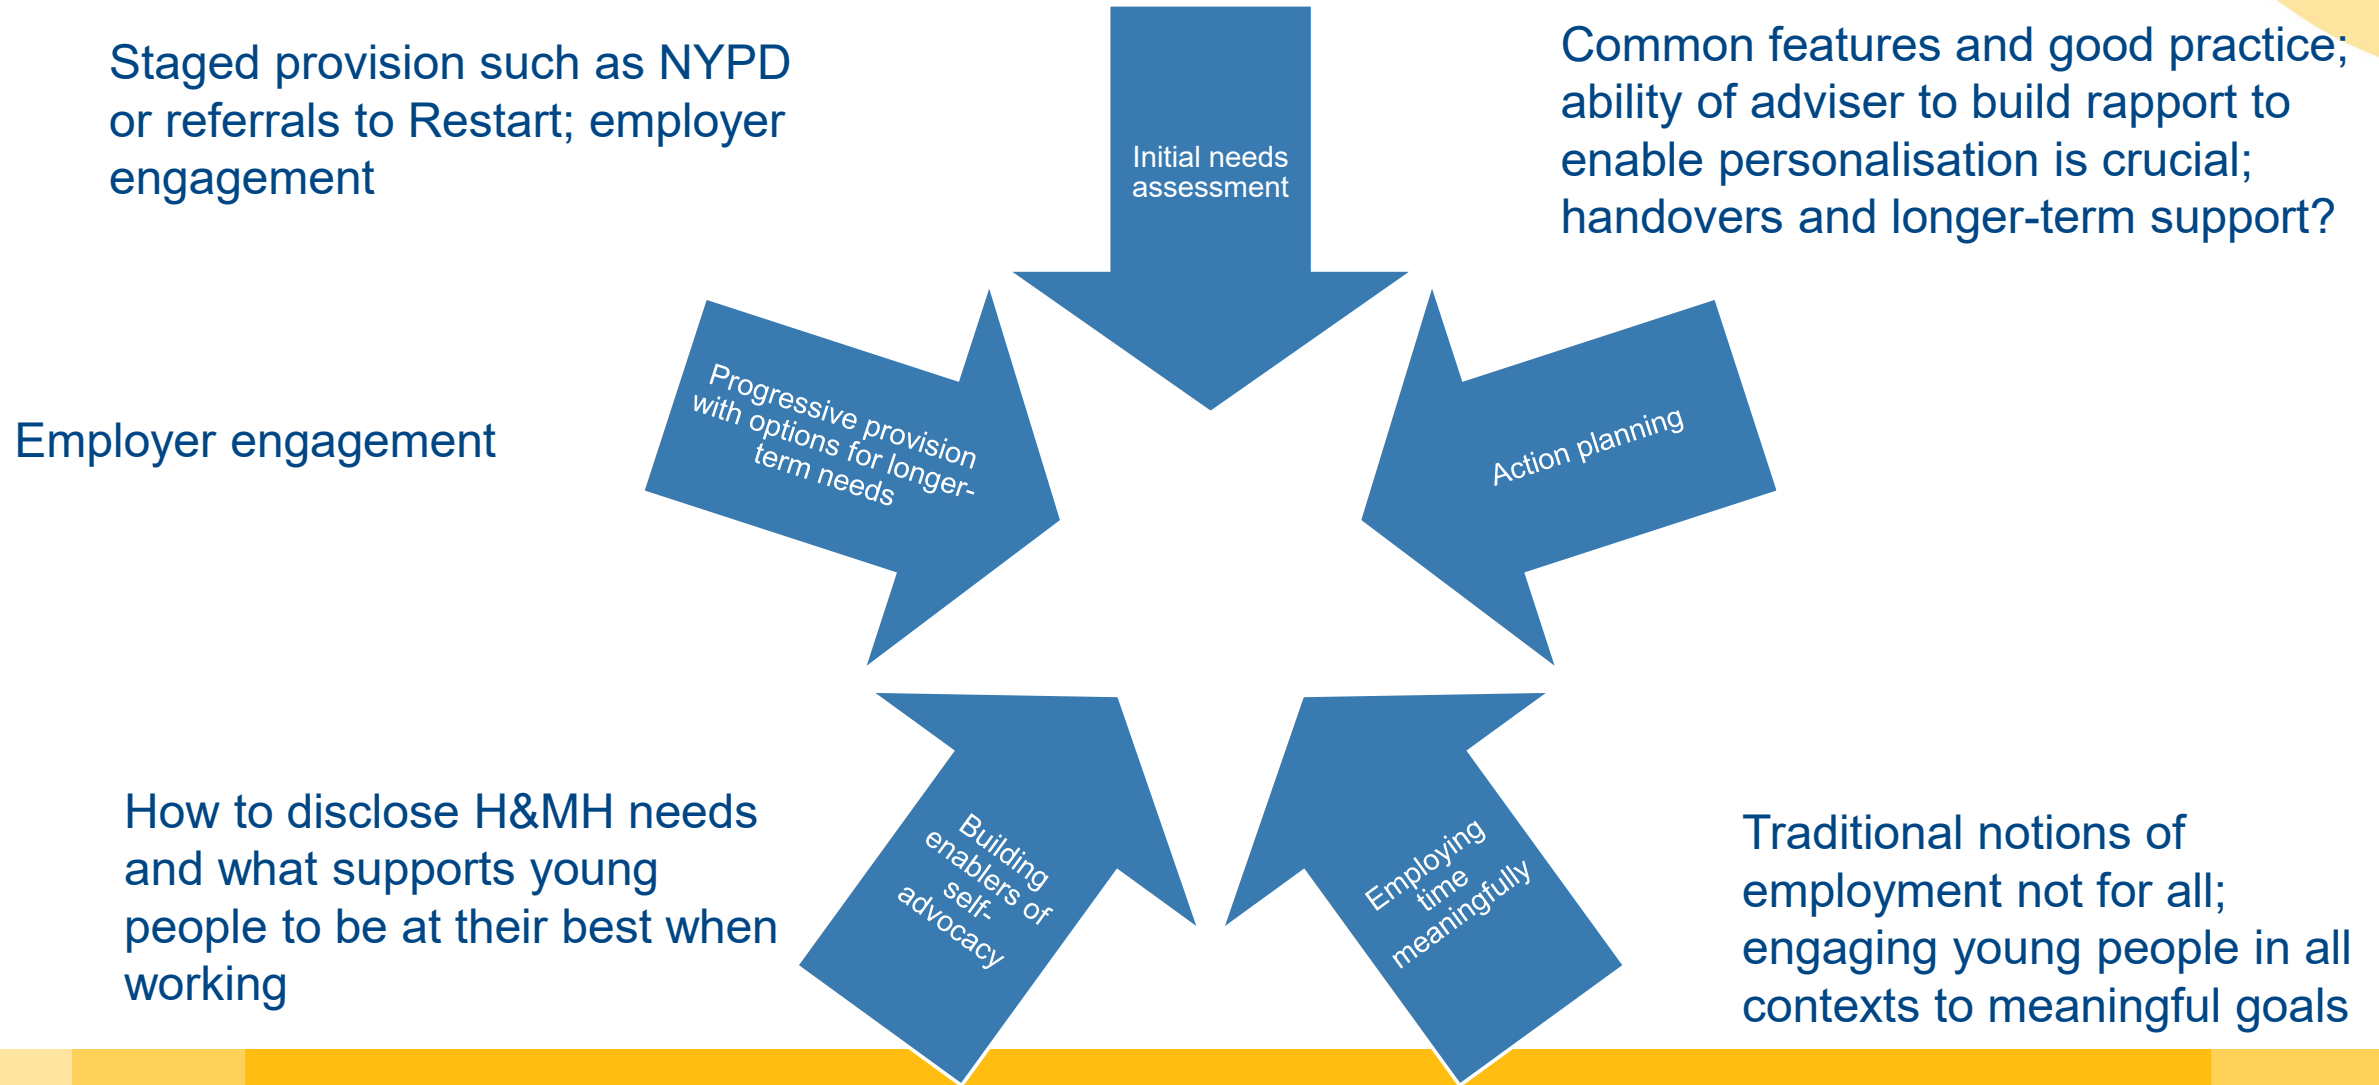 Staged provision such as NYPD
or referrals to Restart; employer
engagement
Initial needs
assessment
Common features and good practice;
ability of adviser to build rapport to
enable personalisation is crucial;
handovers and longer-term support?
Progressive provision
with options for longer-
term needs
Action planning
Employer engagement
How to disclose H&MH needs
and what supports young
people to be at their best when
working
Building
enablers of
self-
advocacy
Employing
time
meaningfully
Traditional notions of
employment not for all;
engaging young people in all
contexts to meaningful goals